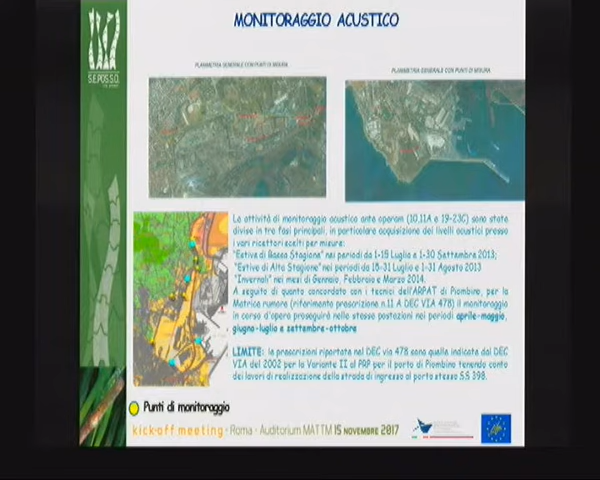 MONITORAGGIO ACUSTICO
S.E.POS.SO.
PLANIMETRIA GENERALE CON PUNTI DI MISURA
PLANIMETRIA GENERALE CON PUNTI DI MISURA
Le attività di monitoraggio acustico ante operam (10,11A e 19-23C) sono state
divise in tre fasi principali, in particolare acquisizione dei livelli acustici presso
i vari ricettori scelti per misure:
"Estive di Bassa Stagione" nei periodi da 1-15 Luglio e 1-30 Settembre 2013;
"Estive di Alta Stagione" nei periodi 15-31 Luglio e 1-31 Agosto 2013
"Invernali" nei mesi di Gennaio, Febbraio e Marzo 2014.
A seguito di quanto concordato con i tecnici dell'ARPAT di Piombino, per la
Matrice rumore (riferimento prescrizione n.11 A DEC VIA 478) il monitoraggio
in corso d'opera proseguirà nelle stesse postazioni nei periodi aprile-maggio,
giugno-luglio e settembre-ottobre
LIMITE: le prescrizioni riportate nel DEC via 478 sono quelle indicate dal DEC
VIA del 2002 per la Variante II al PRP per il porto di Piombino tenendo conto
dei lavori di realizzazione della strada di ingresso al porto stesso S.S 398.
Punti di monitoraggio
kick-off meeting - Roma - Auditorium MATTM 15 NOVEMBRE 2017